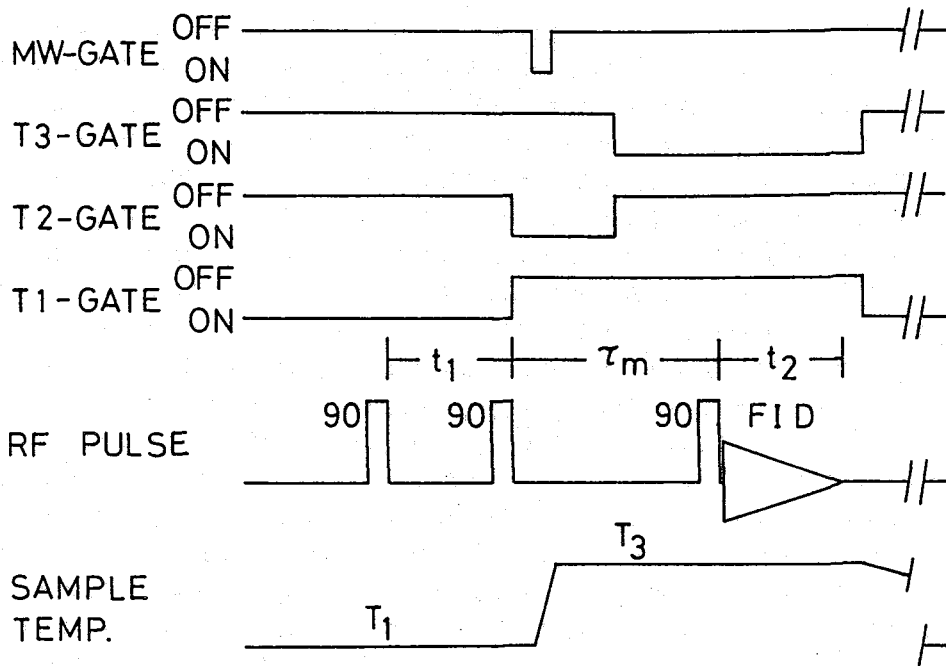 MW-GATE OFF
ON
T3-GATE OFF
ON
T2-GATE OFF
ON
T1-GATE OFF
ON
t1 τm t2
RF PULSE 90 90 90 FID
SAMPLE
TEMP.
T1
T3